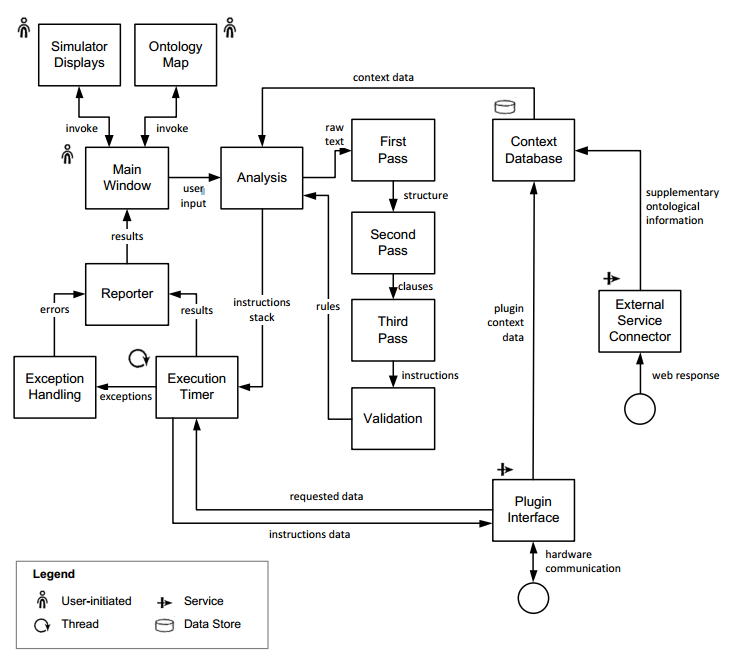 Simulator
Displays
Ontology
Map
context data
invoke
invoke
raw
text
First
Pass
Context
Database
Main
Window
user
input
Analysis
structure
supplementary
ontological
information
results
Second
Pass
Reporter
clauses
errors
results
instructions
stack
rules
Third
Pass
plugin
context
data
External
Service
Connector
Exception
Handling
exceptions
Execution
Timer
instructions
web response
Validation
requested data
instructions data
Plugin
Interface
hardware
communication
Legend
User-initiated
Service
Thread
Data Store